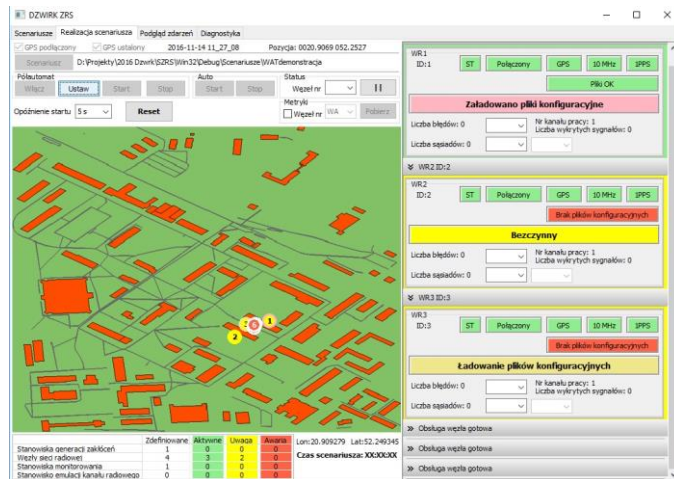 DZWIRK ZRS
Scenariusze Realizacja scenariusza Podgląd zdarzeń Diagnostyka
GPS podłączony GPS ustalony 2016-11-14 11_27_08 Pozycja: 0020.9069 052.2527
Scenariusz D:\Projekty\2016 Dzwrk\SZRS\Win32\Debug\Scenariusze\WATdemonstracja
Półautomat Auto Status
Włącz Ustaw Start Stop Start Stop Węzeł nr
Metryki
Opóźnienie startu 5 s Reset Węzeł nr WA Pobierz
3 6 1
2
Zdefiniowane Aktywne Uwaga Awaria
Stanowiska generacji zakłóceń 1 0 0 0
Węzły sieci radiowej 4 3 2 0
Stanowiska monitorowania 1 0 0 0
Stanowisko emulacji kanału radiowego 0 0 0 0
Lon:20.909279 Lat:52.249345
Czas scenariusza: XX:XX:XX
WR1
ID:1 ST Połączony GPS 10 MHz 1PPS
Pliki OK
Załadowano pliki konfiguracyjne
Liczba błędów: 0 Nr kanału pracy: 1
Liczba wykrytych sygnałów: 0
Liczba sąsiadów: 0
WR2 ID:2
WR2
ID:2 ST Połączony GPS 10 MHz 1PPS
Brak plików konfiguracyjnych
Bezczynny
Liczba błędów: 0 Nr kanału pracy: 1
Liczba wykrytych sygnałów: 0
Liczba sąsiadów: 0
WR3 ID:3
WR3
ID:3 ST Połączony GPS 10 MHz 1PPS
Brak plików konfiguracyjnych
Ładowanie plików konfiguracyjnych
Liczba błędów: 0 Nr kanału pracy: 1
Liczba wykrytych sygnałów: 0
Liczba sąsiadów: 0
Obsługa węzła gotowa
Obsługa węzła gotowa
Obsługa węzła gotowa